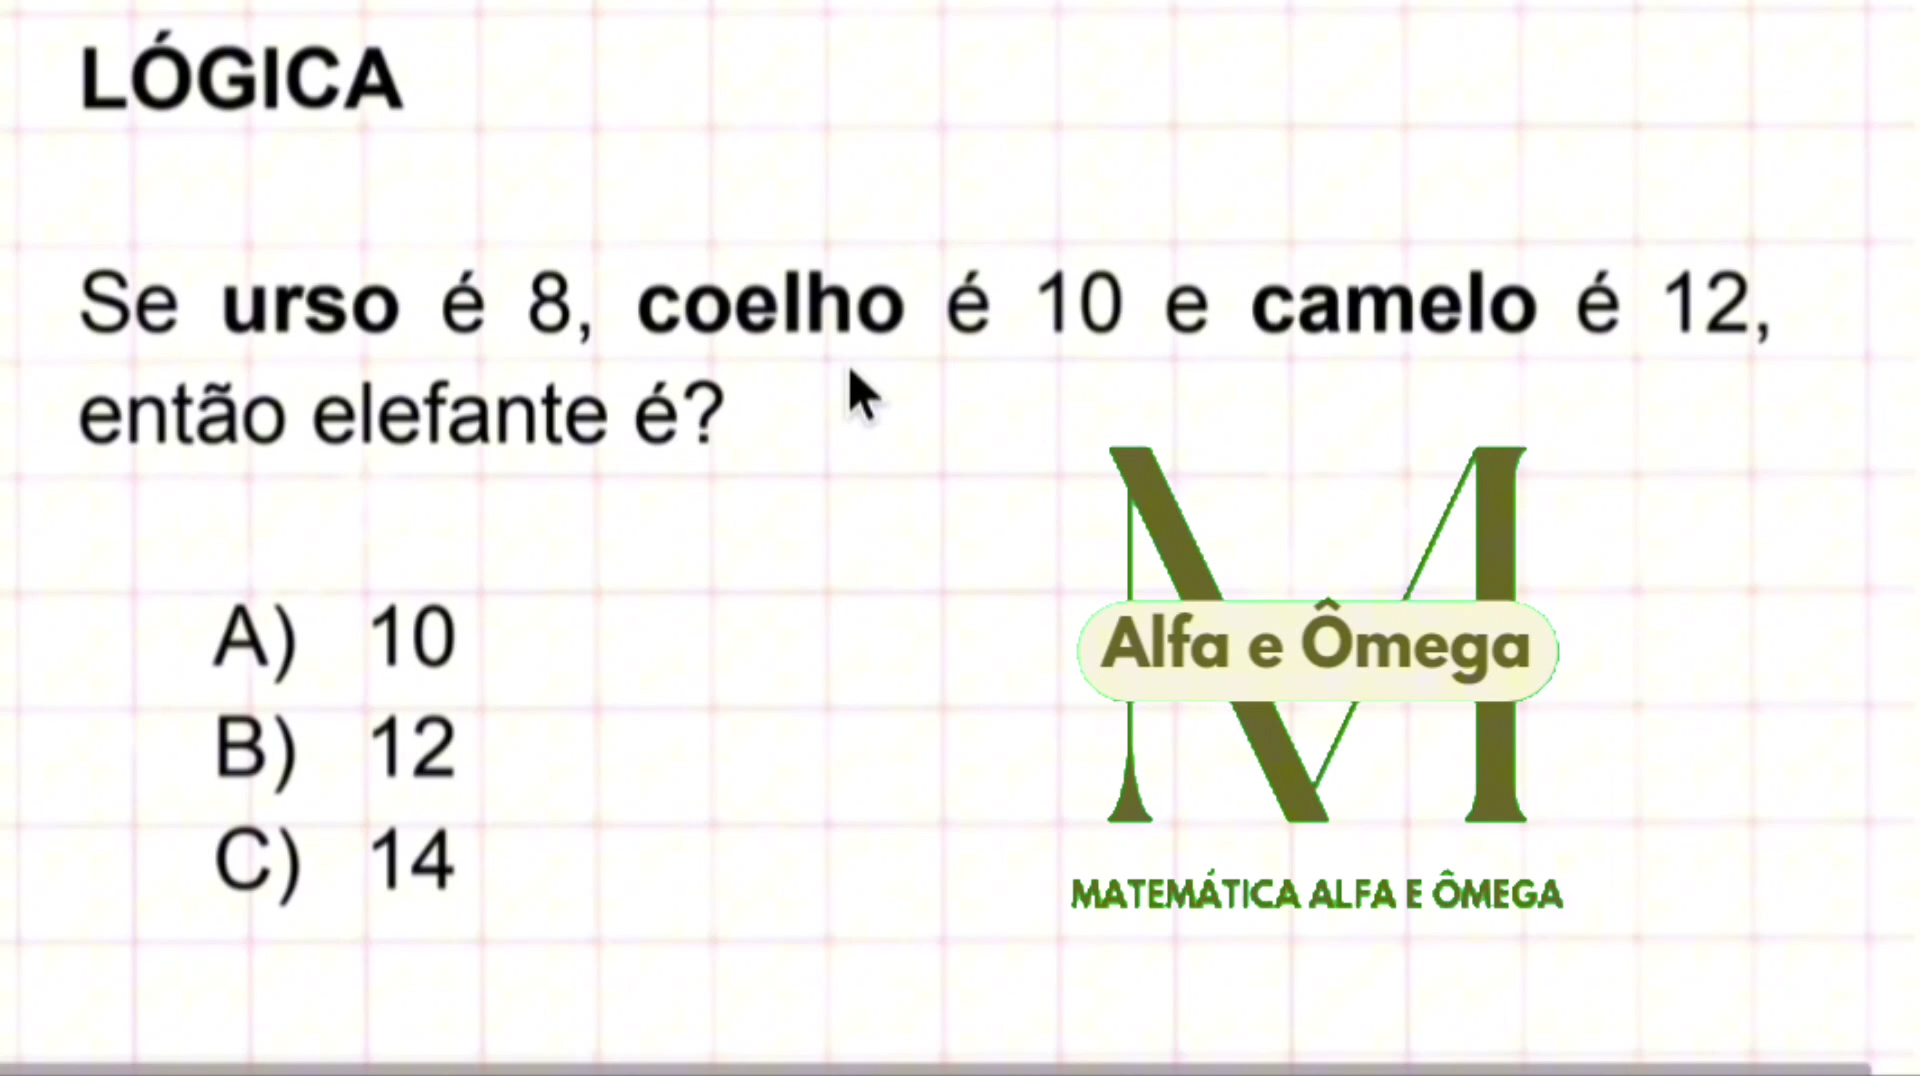 LÓGICA
Se urso é 8, coelho é 10 e camelo é 12,
então elefante é?
A) 10
B) 12
C) 14
Alfa e Ômega
MATEMÁTICA ALFA E ÔMEGA